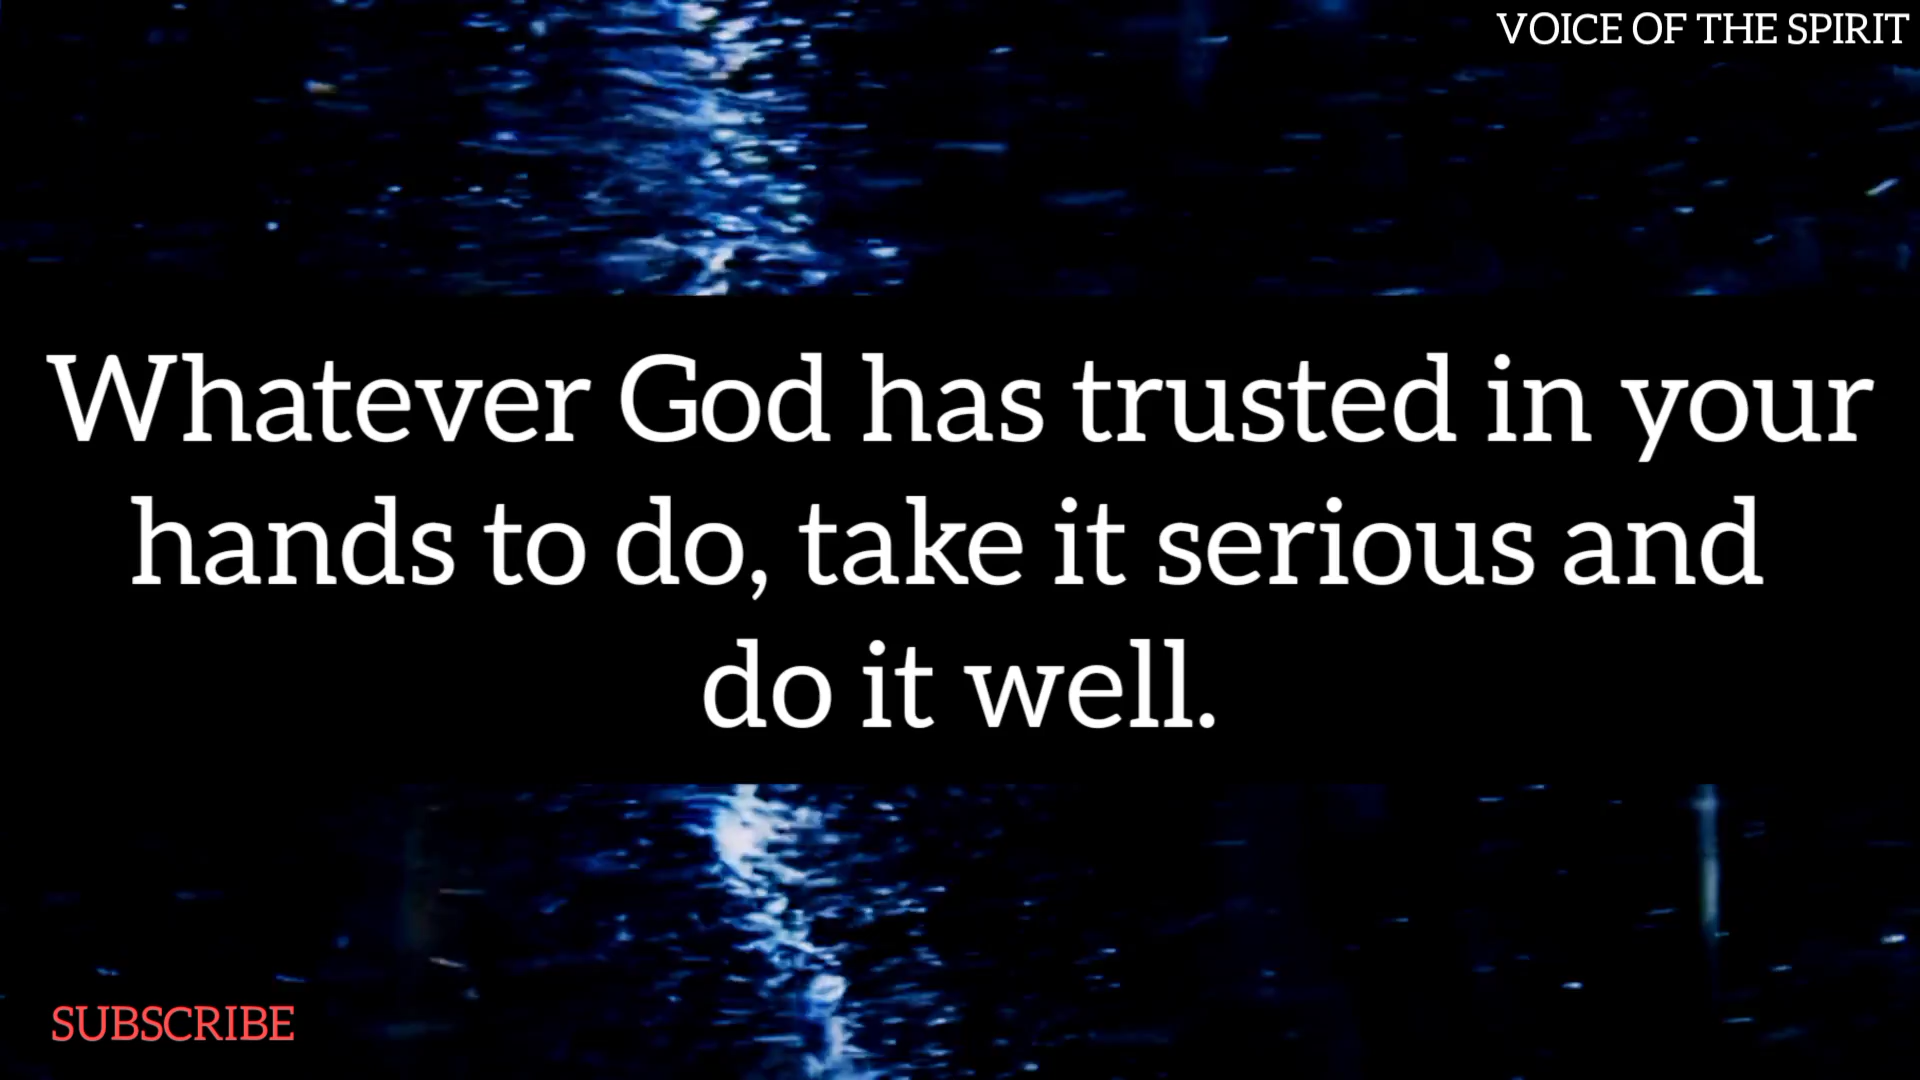 VOICE OF THE SPIRIT
Whatever God has trusted in your
hands to do, take it serious and
do it well.
SUBSCRIBE